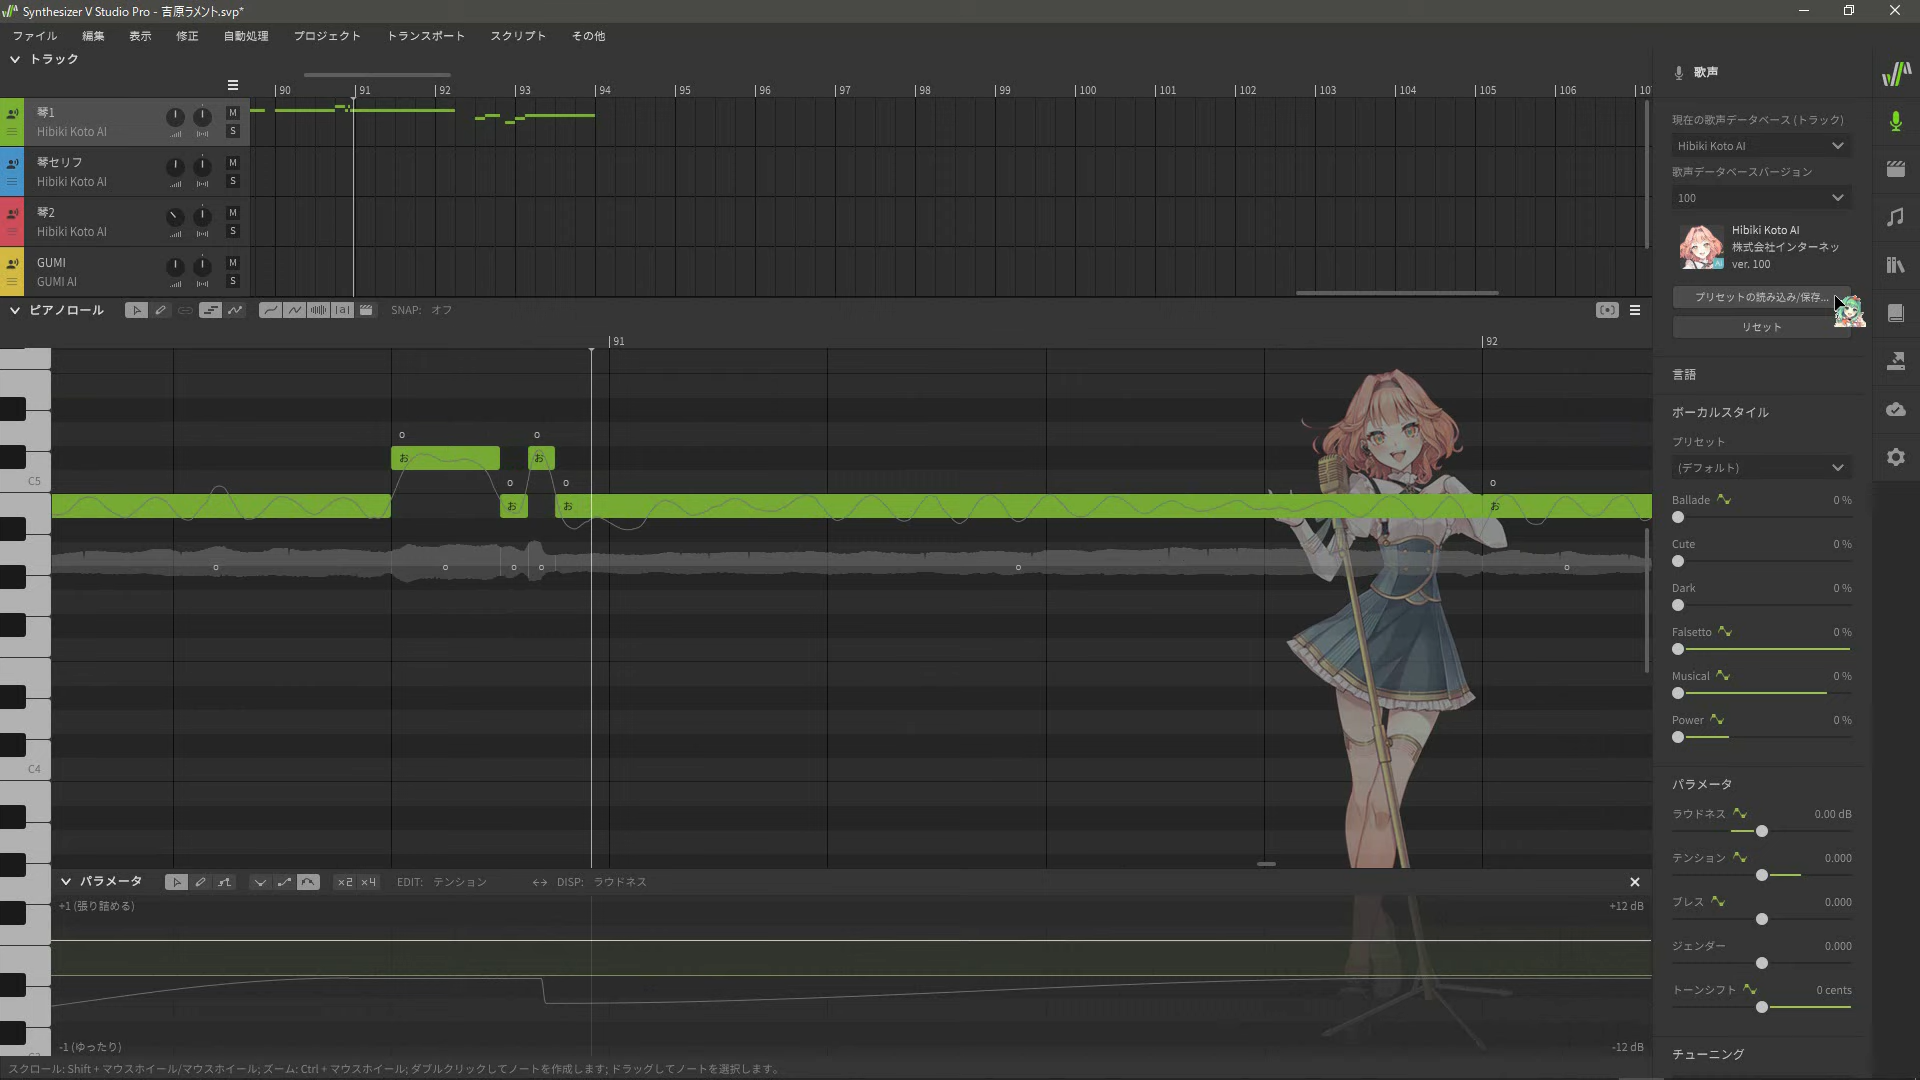 Synthesizer V Studio Pro - 吉原ラメント.svp*
ファイル 編集 表示 修正 自動処理 プロジェクト トランスポート スクリプト その他
トラック
90 91 92 93 94 95 96 97 98 99 100 101 102 103 104 105 106 10
琴1 M
Hibiki Koto AI S
琴セリフ M
Hibiki Koto AI S
琴2 M
Hibiki Koto AI S
GUMI M
GUMI AI S
ピアノロール SNAP: オフ
91 92
o o
お お
C5
o o o
お お お
o o o o o o
C4
パラメータ x2 x4 EDIT: テンション DISP: ラウドネス
+1 (張り詰める) +12 dB
-1 (ゆったり) -12 dB
スクロール: Shift + マウスホイール/マウスホイール; ズーム: Ctrl + マウスホイール; ダブルクリックしてノートを作成します; ドラッグしてノートを選択します。
歌声
現在の歌声データベース (トラック)
Hibiki Koto AI
歌声データベースバージョン
100
Hibiki Koto AI
株式会社インターネッ
ver. 100
AI
プリセットの読み込み/保存...
リセット
言語
ボーカルスタイル
プリセット
(デフォルト)
Ballade 0 %
Cute 0 %
Dark 0 %
Falsetto 0 %
Musical 0 %
Power 0 %
パラメータ
ラウドネス 0.00 dB
テンション 0.000
ブレス 0.000
ジェンダー 0.000
トーンシフト 0 cents
チューニング